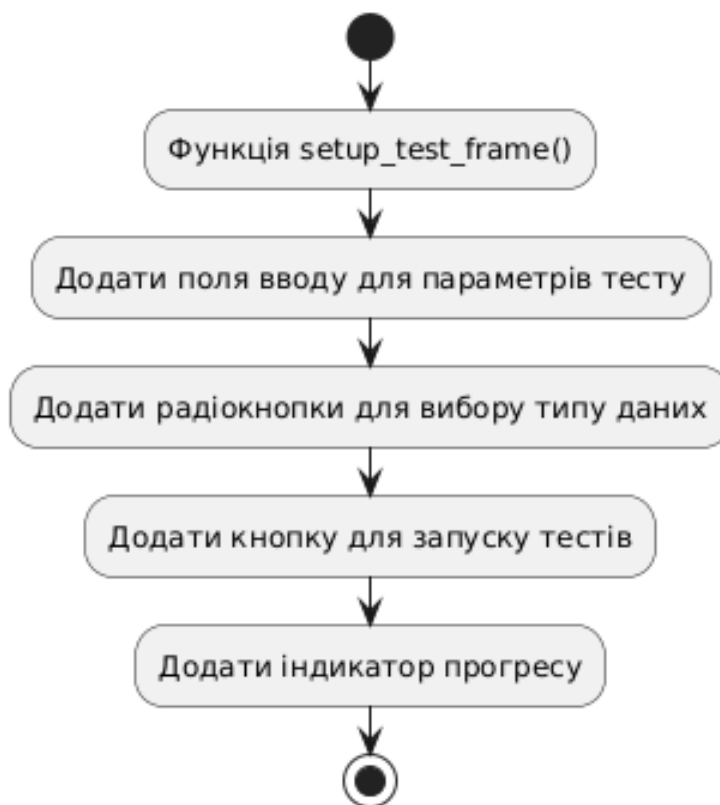 Функція setup_test_frame()
Додати поля вводу для параметрів тесту
Додати радіокнопки для вибору типу даних
Додати кнопку для запуску тестів
Додати індикатор прогресу